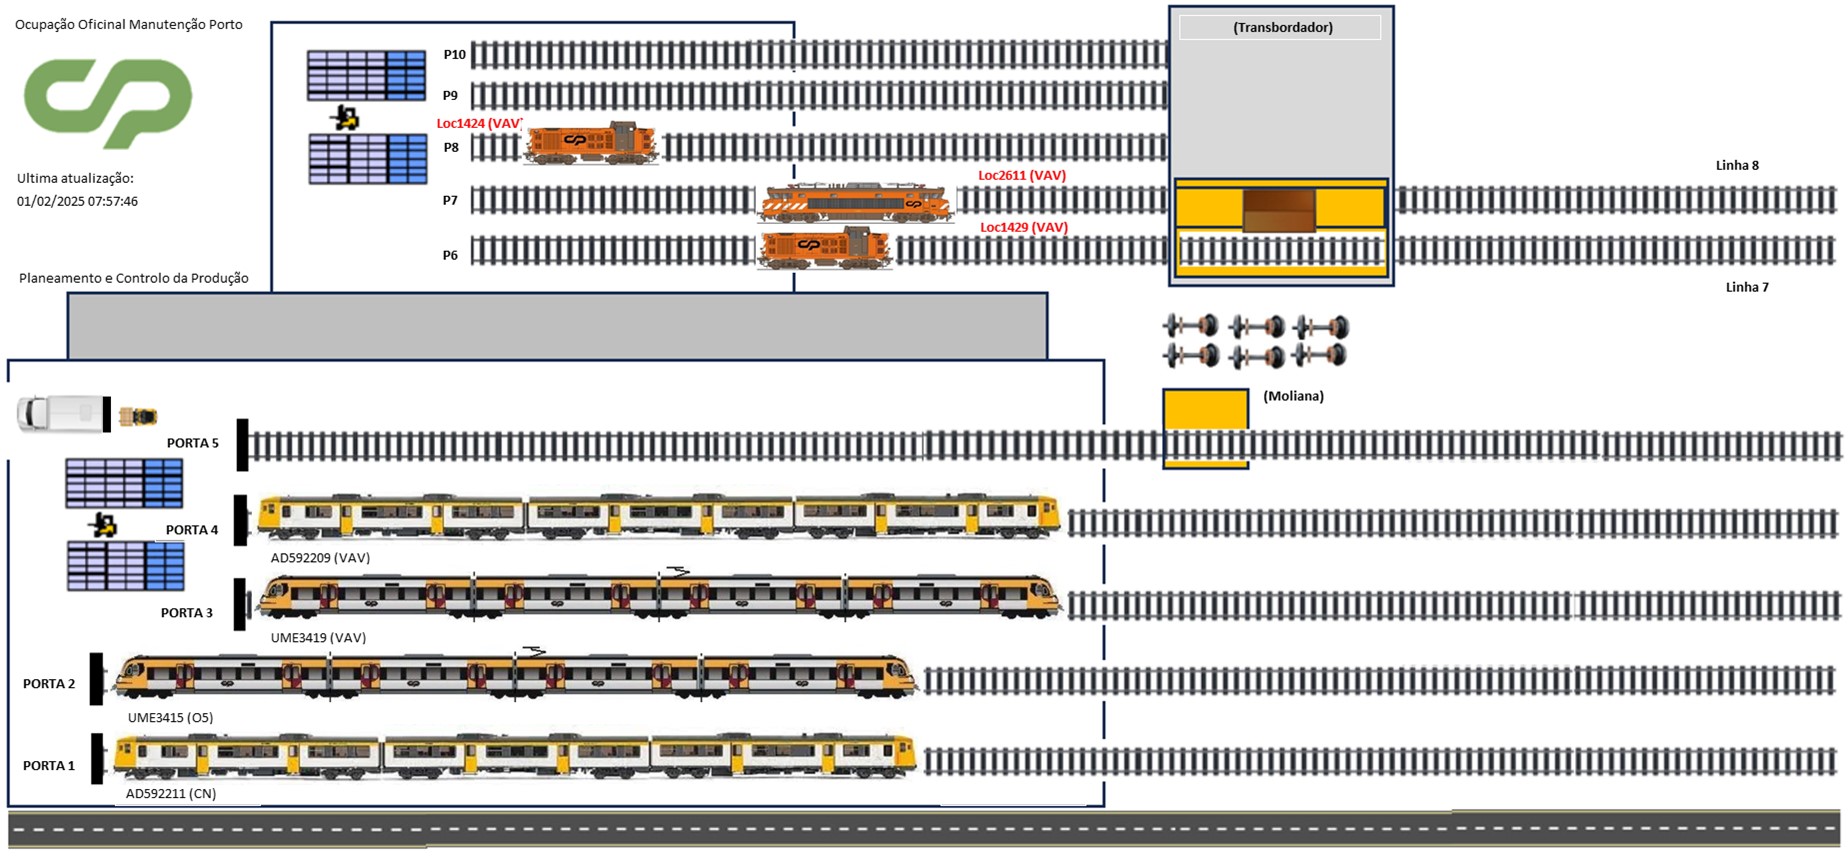 Ocupação Oficinal Manutenção Porto
(Transbordador)
P10
P9
Loc1424 (VAV)
P8
Ultima atualização:
01/02/2025 07:57:46
Loc2611 (VAV)
Linha 8
P7
Loc1429 (VAV)
P6
Planeamento e Controlo da Produção
Linha 7
(Moliana)
PORTA 5
PORTA 4
AD592209 (VAV)
PORTA 3
UME3419 (VAV)
PORTA 2
UME3415 (O5)
PORTA 1
AD592211 (CN)